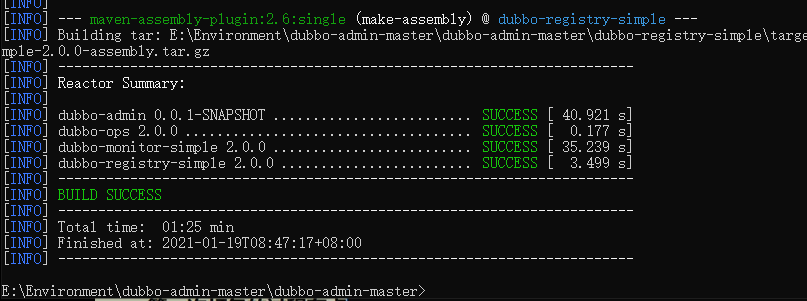 [INFO]
[INFO] --- maven-assembly-plugin:2.6:single (make-assembly) @ dubbo-registry-simple ---
[INFO] Building tar: E:\Environment\dubbo-admin-master\dubbo-admin-master\dubbo-registry-simple\targe
mple-2.0.0-assembly.tar.gz
[INFO] ------------------------------------------------------------------------
[INFO] Reactor Summary:
[INFO]
[INFO] dubbo-admin 0.0.1-SNAPSHOT ......................... SUCCESS [ 40.921 s]
[INFO] dubbo-ops 2.0.0 .................................... SUCCESS [  0.177 s]
[INFO] dubbo-monitor-simple 2.0.0 ......................... SUCCESS [ 35.239 s]
[INFO] dubbo-registry-simple 2.0.0 ........................ SUCCESS [  3.499 s]
[INFO] ------------------------------------------------------------------------
[INFO] BUILD SUCCESS
[INFO] ------------------------------------------------------------------------
[INFO] Total time:  01:25 min
[INFO] Finished at: 2021-01-19T08:47:17+08:00
[INFO] ------------------------------------------------------------------------
E:\Environment\dubbo-admin-master\dubbo-admin-master>